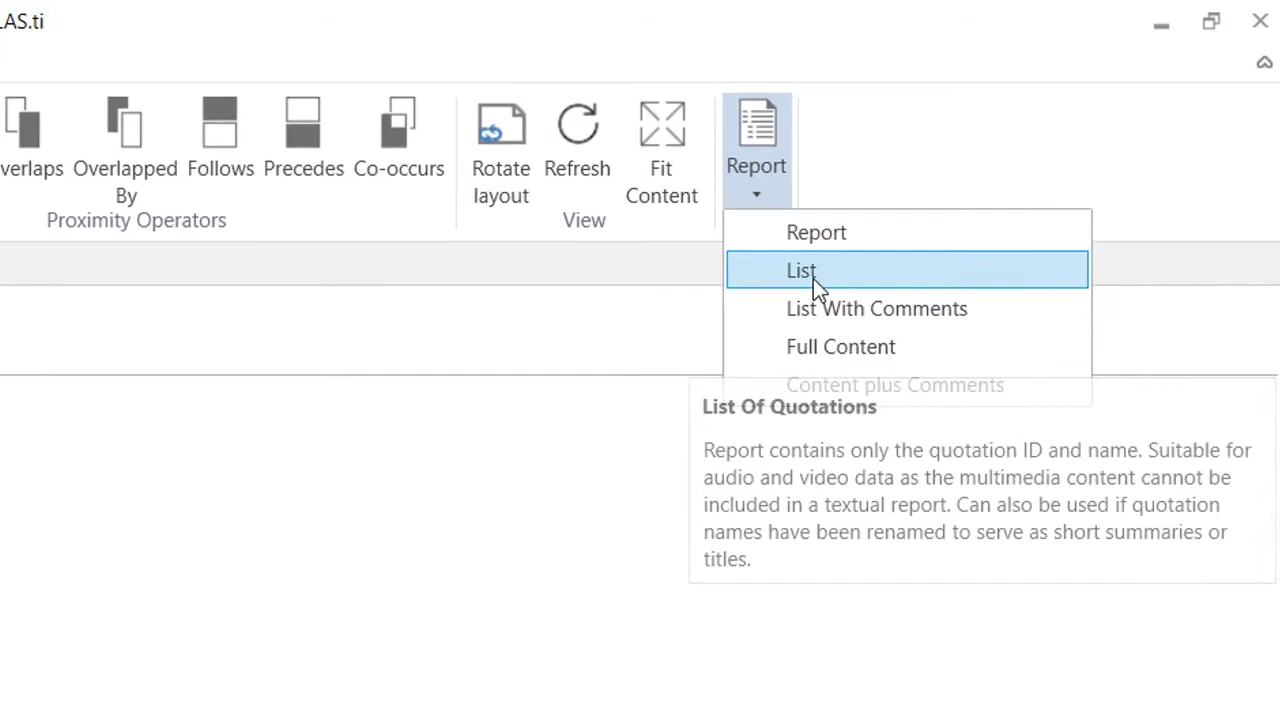 LAS.ti
verlaps
Overlapped By
Follows
Precedes
Co-occurs
Proximity Operators
Rotate layout
Refresh
Fit Content
View
Report
Report
List
List With Comments
Full Content
Content plus Comments
List Of Quotations
Report contains only the quotation ID and name. Suitable for
audio and video data as the multimedia content cannot be
included in a textual report. Can also be used if quotation
names have been renamed to serve as short summaries or
titles.